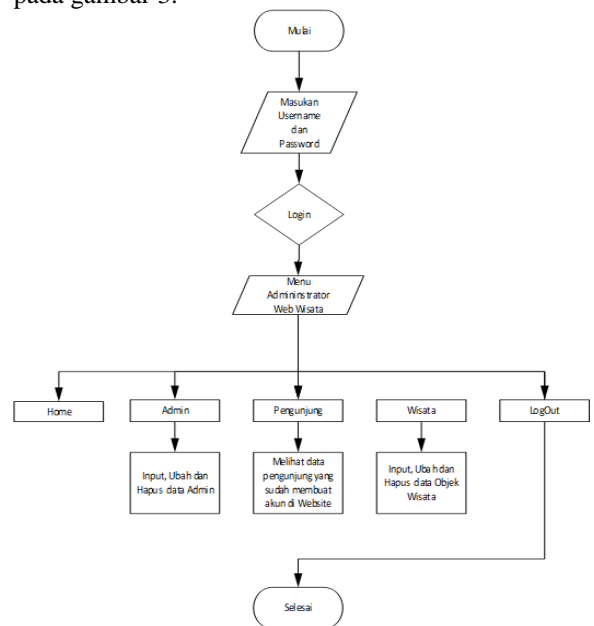 pada gambar 3.
Mulai
Masukan
Username
dan
Password
Login
Menu
Admininstrator
Web Wisata
Home
Admin
Pengunjung
Wisata
LogOut
Input, Ubah dan
Hapus data Admin
Melihat data
pengunjung yang
sudah membuat
akun di Website
Input, Ubah dan
Hapus data Objek
Wisata
Selesai